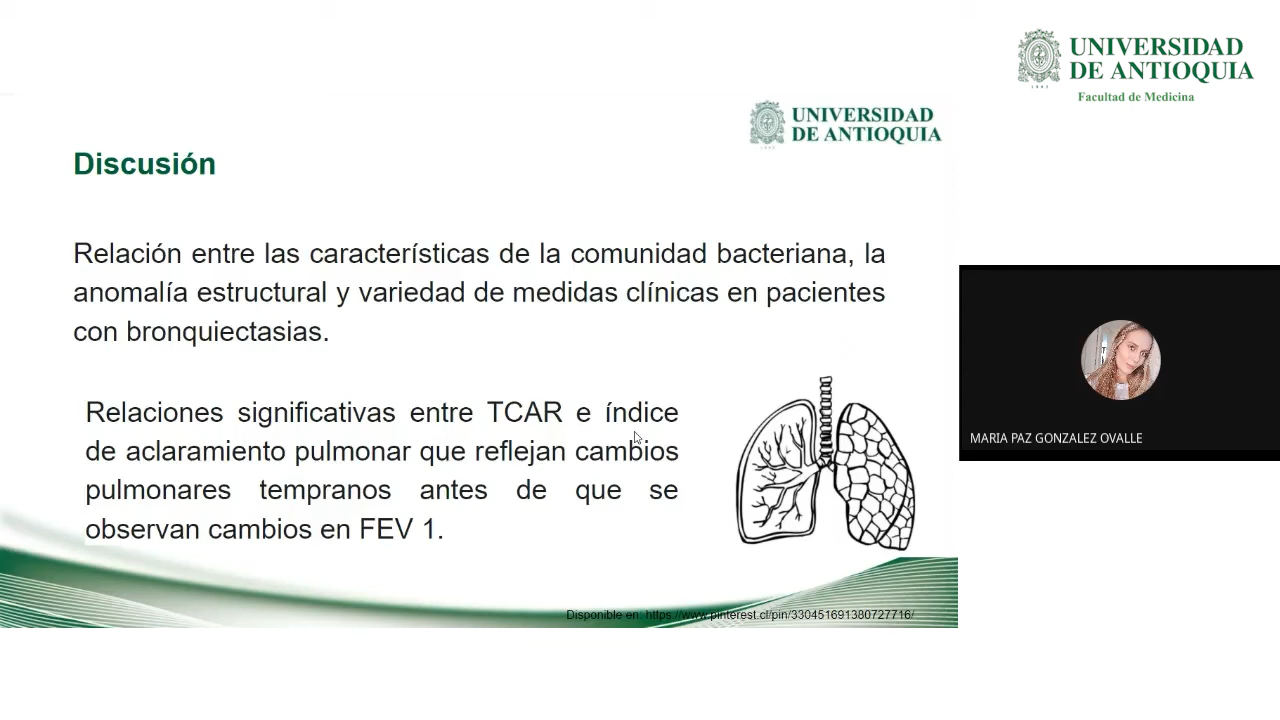 UNIVERSIDAD
DE ANTIOQUIA
1803
Facultad de Medicina
UNIVERSIDAD
DE ANTIOQUIA
1803
Discusión
Relación entre las características de la comunidad bacteriana, la
anomalía estructural y variedad de medidas clínicas en pacientes
con bronquiectasias.
Relaciones significativas entre TCAR e índice
de aclaramiento pulmonar que reflejan cambios
pulmonares tempranos antes de que se
observan cambios en FEV 1.
Disponible en: https://www.pinterest.cl/pin/330451691380727716/
MARIA PAZ GONZALEZ OVALLE